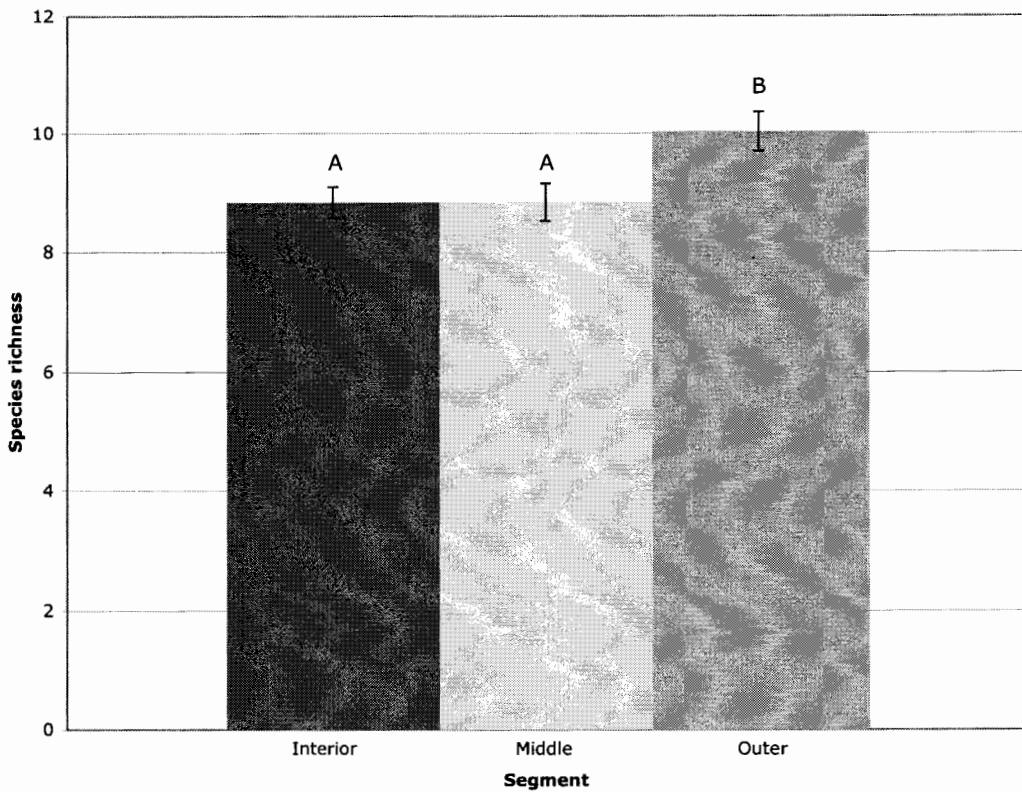 12
B
10
A A
8
6
Species richness
4
2
0
Interior Middle Outer
Segment